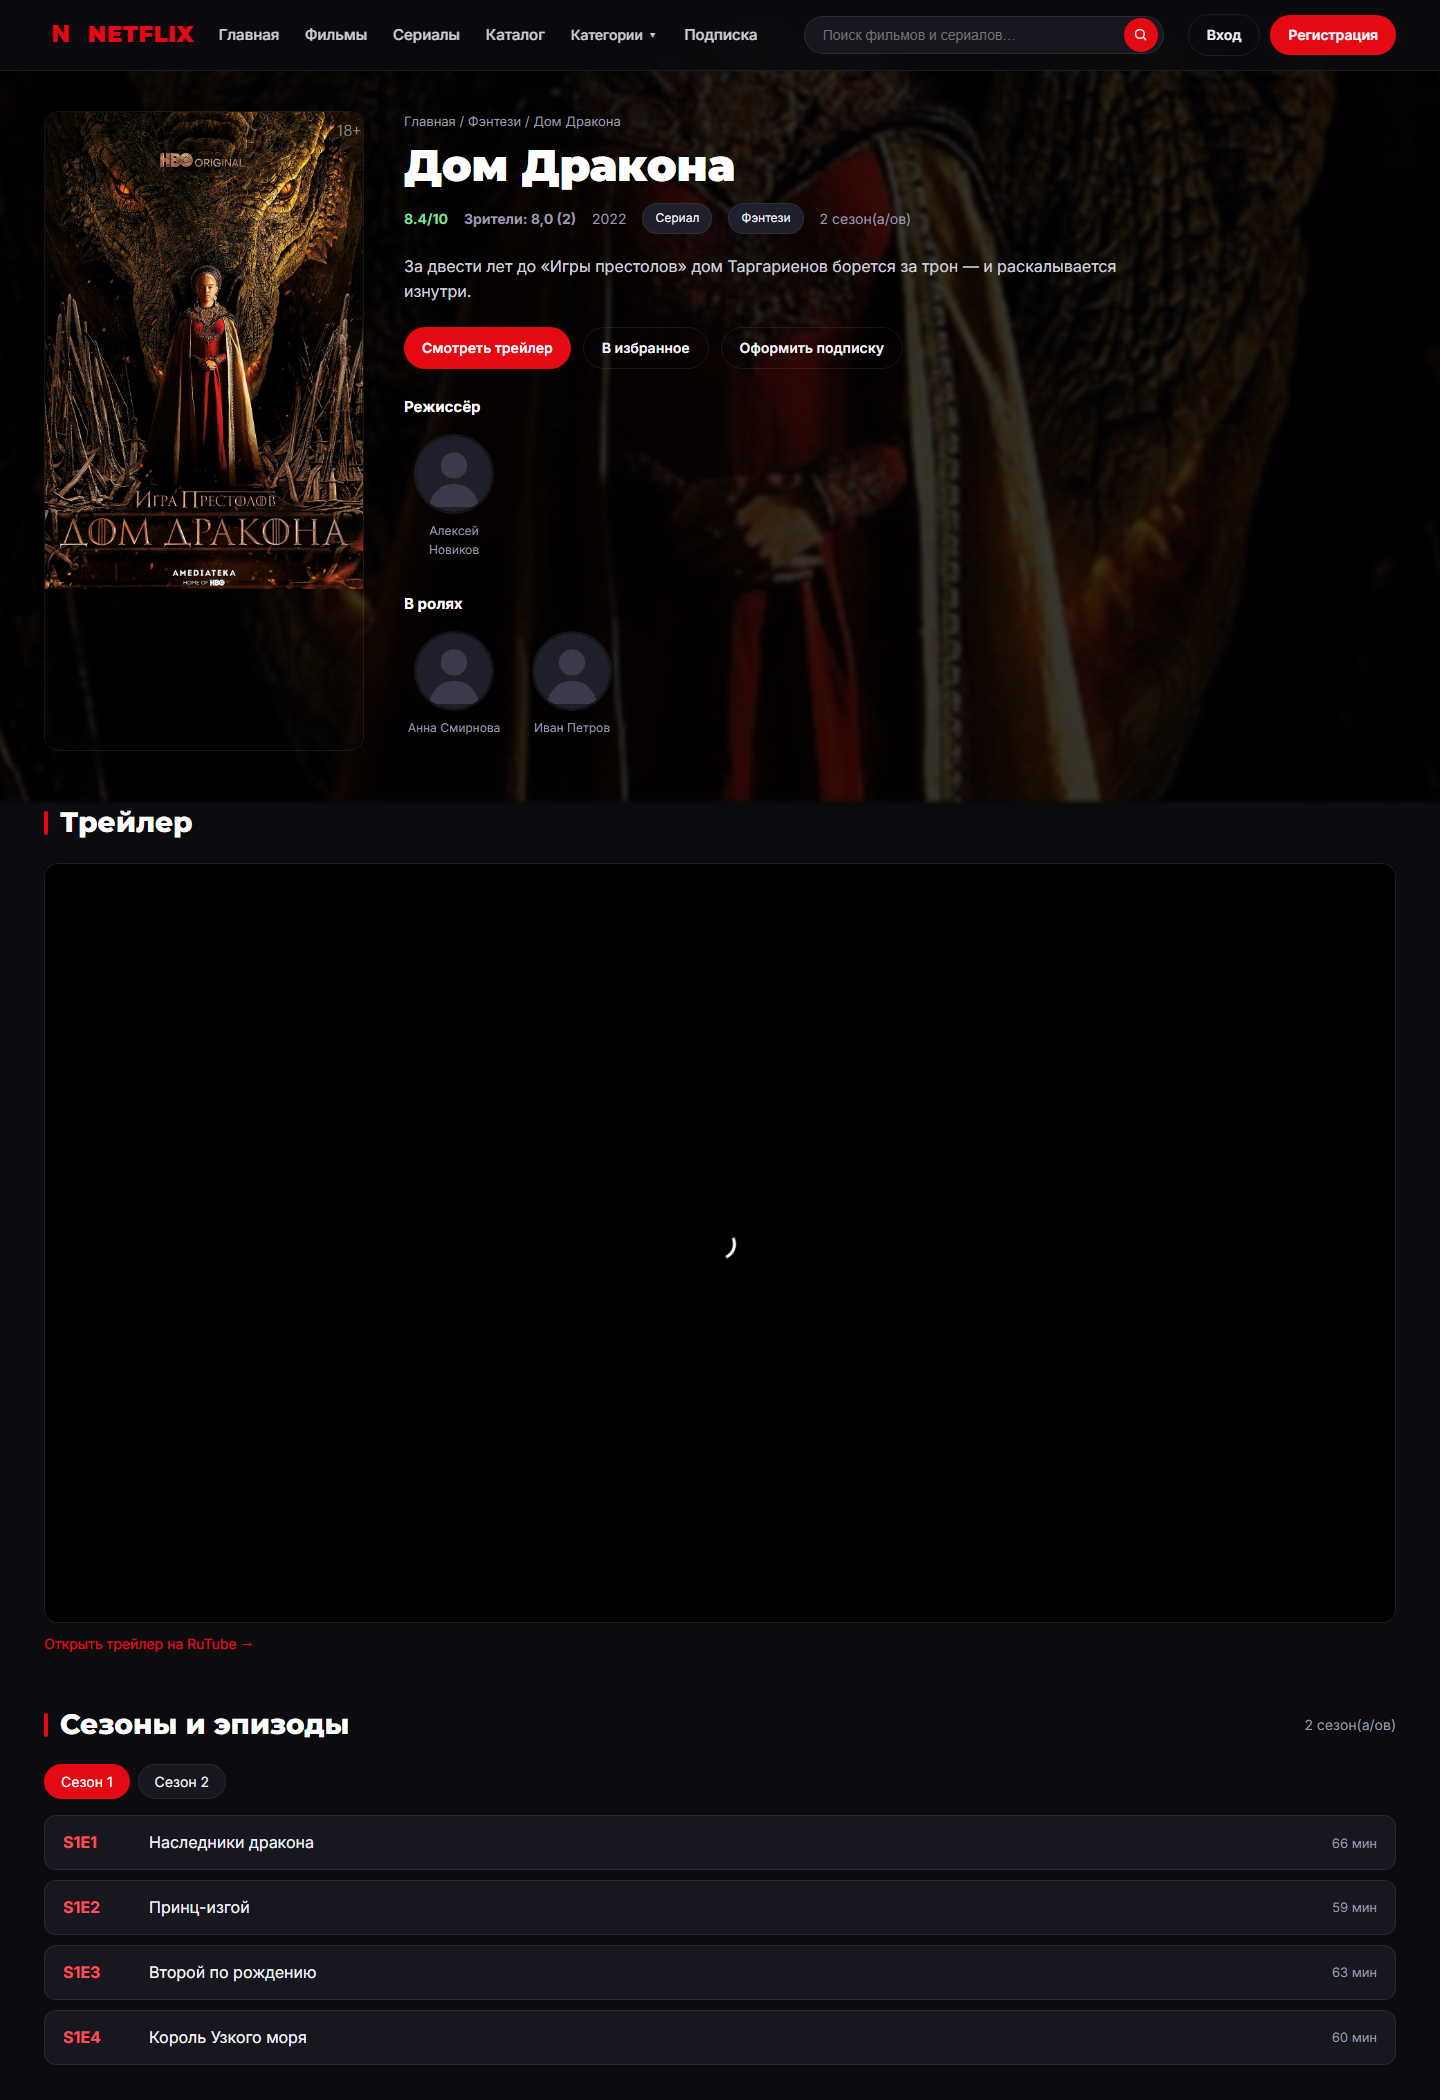 N NETFLIX Главная Фильмы Сериалы Каталог Категории ▼ Подписка Поиск фильмов и сериалов… Вход Регистрация
18+
HBO ORIGINAL
ИГРА ПРЕСТОЛОВ
ДОМ ДРАКОНА
AMEDIATEKA
HOME OF HBO
Главная / Фэнтези / Дом Дракона
Дом Дракона
8.4/10 Зрители: 8,0 (2) 2022 Сериал Фэнтези 2 сезон(а/ов)
За двести лет до «Игры престолов» дом Таргариенов борется за трон — и раскалывается
изнутри.
Смотреть трейлер В избранное Оформить подписку
Режиссёр
Алексей
Новиков
В ролях
Анна Смирнова Иван Петров
Трейлер
Открыть трейлер на RuTube →
Сезоны и эпизоды 2 сезон(а/ов)
Сезон 1 Сезон 2
S1E1 Наследники дракона 66 мин
S1E2 Принц-изгой 59 мин
S1E3 Второй по рождению 63 мин
S1E4 Король Узкого моря 60 мин